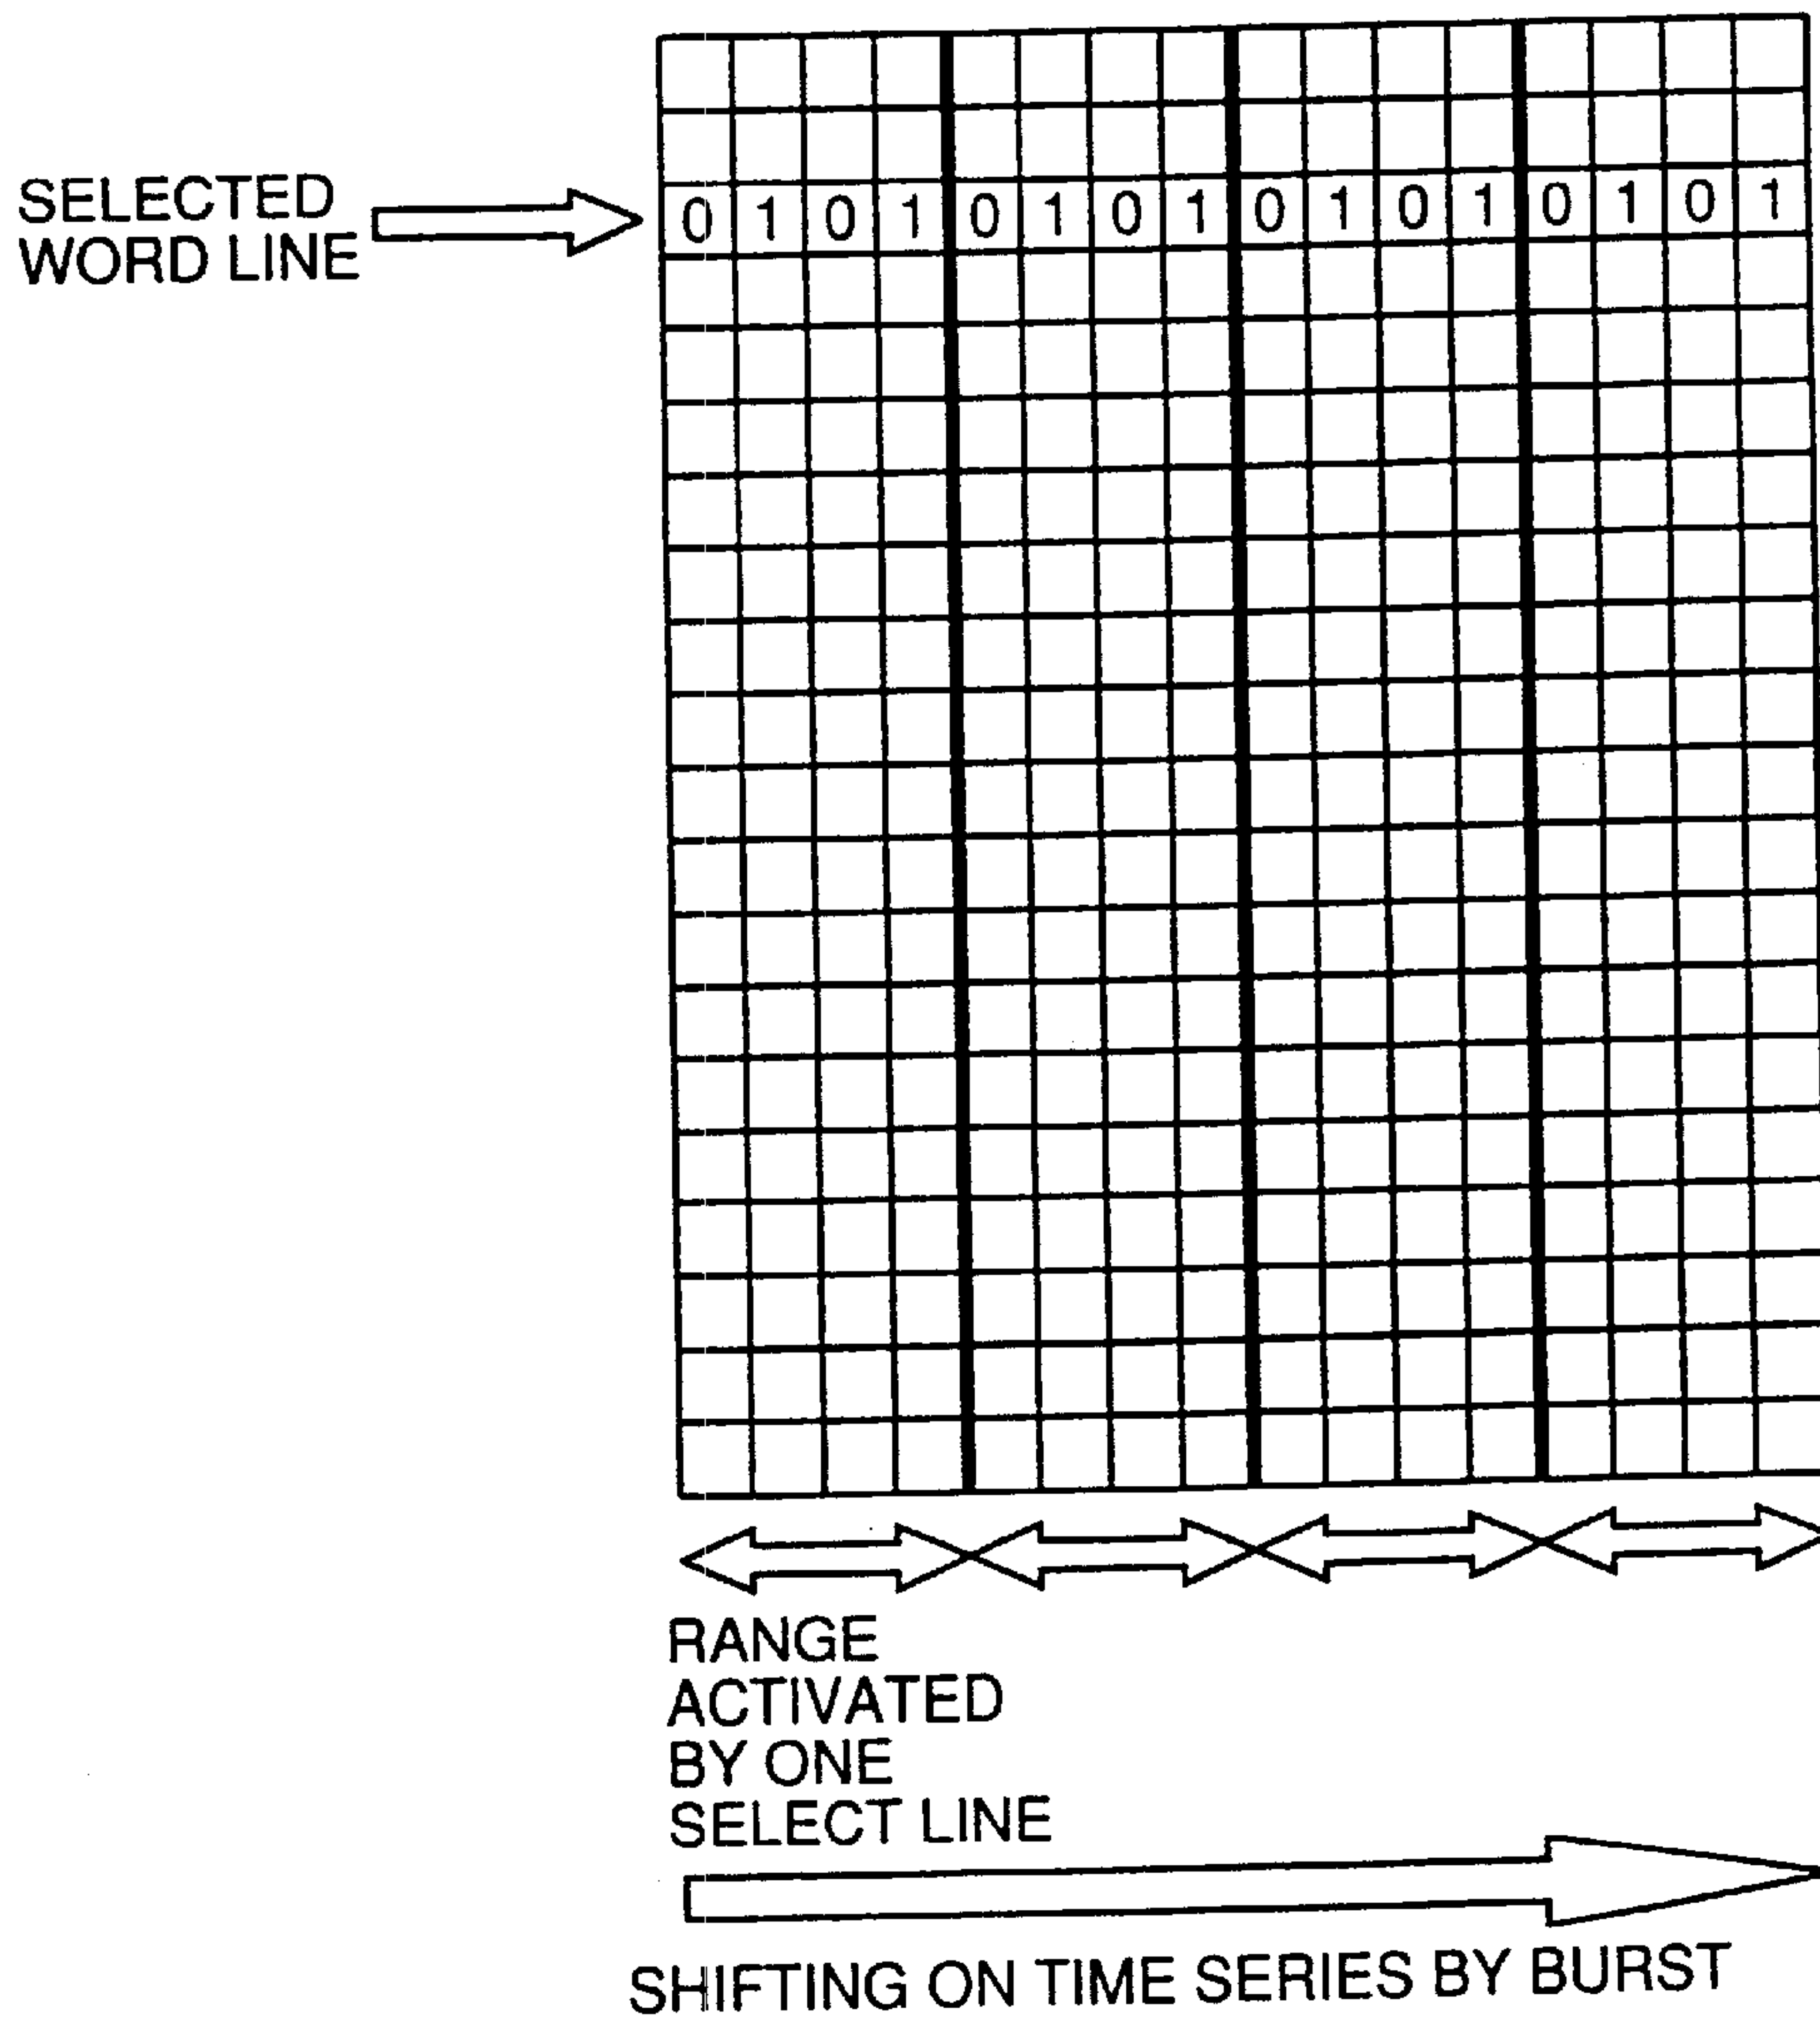 SELECTED
WORD LINE
0 1 0 1 0 1 0 1 0 1 0 1 0 1 0 1
RANGE
ACTIVATED
BY ONE
SELECT LINE
SHIFTING ON TIME SERIES BY BURST